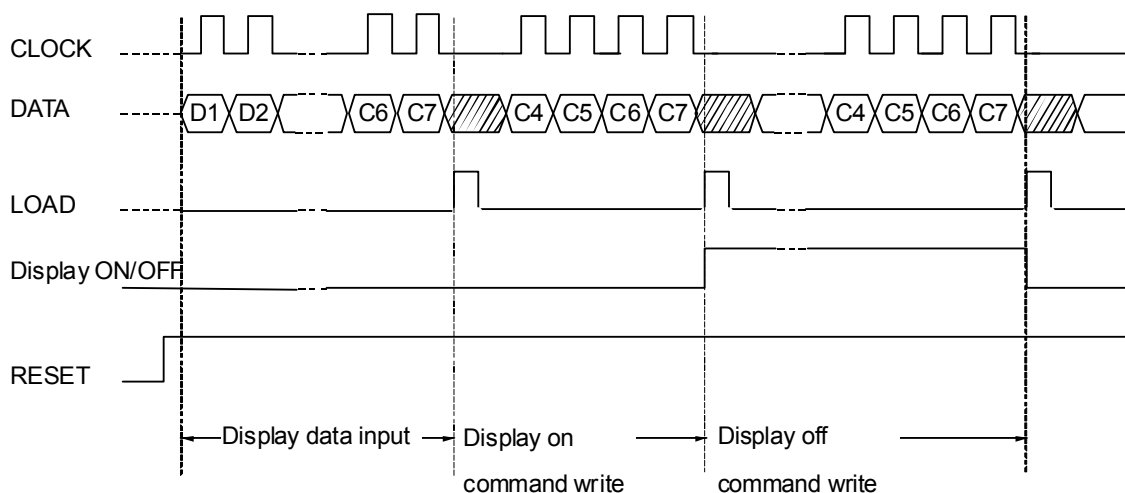 CLOCK
DATA D1 D2 C6 C7 C4 C5 C6 C7 C4 C5 C6 C7
LOAD
Display ON/OFF
RESET
Display data input Display on Display off
command write command write